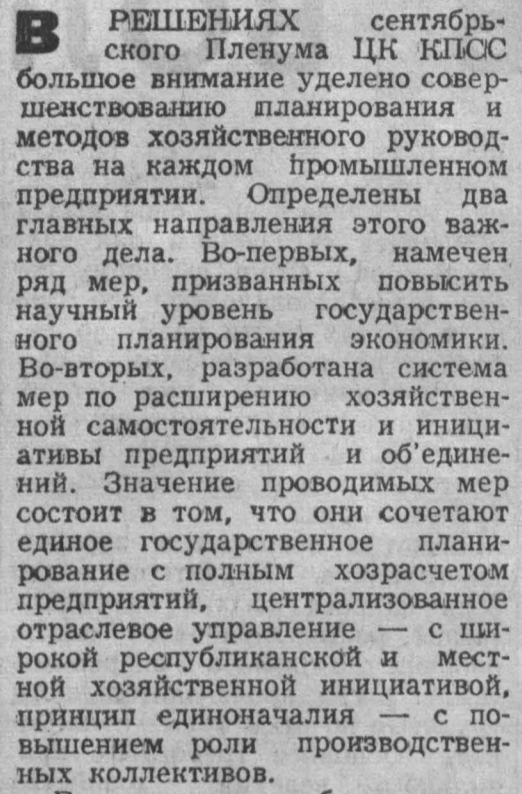 В РЕШЕНИЯХ сентябрь-
ского Пленума ЦК КПСС
большое внимание уделено совер-
шенствованию планирования и
методов хозяйственного руковод-
ства на каждом промышленном
предприятии. Определены два
главных направления этого важ-
ного дела. Во-первых, намечен
ряд мер, призванных повысить
научный уровень государствен-
ного планирования экономики.
Во-вторых, разработана система
мер по расширению хозяйствен-
ной самостоятельности и иници-
ативы предприятий и об'едине-
ний. Значение проводимых мер
состоит в том, что они сочетают
единое государственное плани-
рование с полным хозрасчетом
предприятий, централизованное
отраслевое управление — с ши-
рокой республиканской и мест-
ной хозяйственной инициативой,
принцип единоначалия — с по-
вышением роли производствен-
ных коллективов.